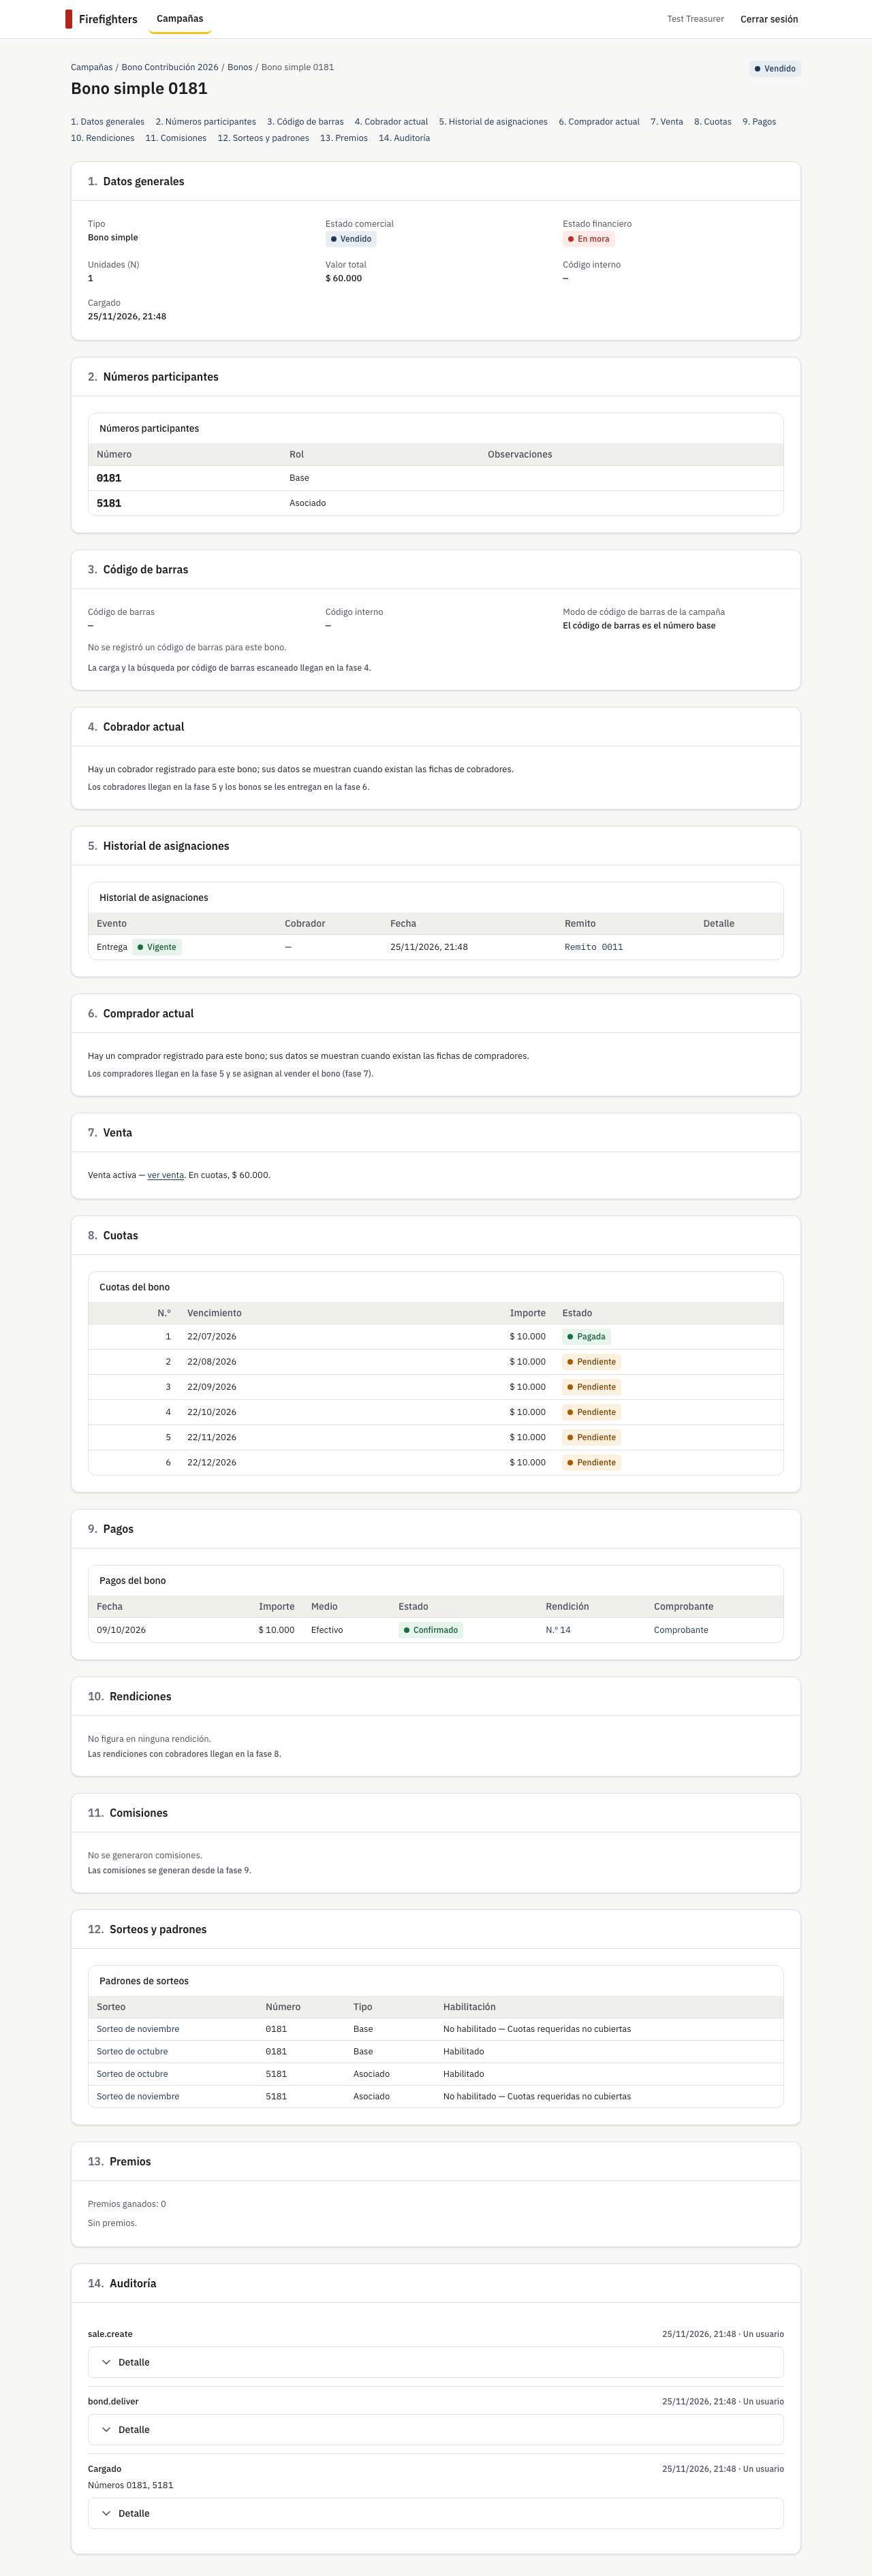 Firefighters Campañas Test Treasurer Cerrar sesión
Campañas / Bono Contribución 2026 / Bonos / Bono simple 0181
Vendido
Bono simple 0181
1. Datos generales 2. Números participantes 3. Código de barras 4. Cobrador actual 5. Historial de asignaciones 6. Comprador actual 7. Venta 8. Cuotas 9. Pagos
10. Rendiciones 11. Comisiones 12. Sorteos y padrones 13. Premios 14. Auditoría
1. Datos generales
Tipo Estado comercial Estado financiero
Bono simple Vendido En mora
Unidades (N) Valor total Código interno
1 $ 60.000 —
Cargado
25/11/2026, 21:48
2. Números participantes
Números participantes
Número Rol Observaciones
0181 Base
5181 Asociado
3. Código de barras
Código de barras Código interno Modo de código de barras de la campaña
— — El código de barras es el número base
No se registró un código de barras para este bono.
La carga y la búsqueda por código de barras escaneado llegan en la fase 4.
4. Cobrador actual
Hay un cobrador registrado para este bono; sus datos se muestran cuando existan las fichas de cobradores.
Los cobradores llegan en la fase 5 y los bonos se les entregan en la fase 6.
5. Historial de asignaciones
Historial de asignaciones
Evento Cobrador Fecha Remito Detalle
Entrega Vigente — 25/11/2026, 21:48 Remito 0011
6. Comprador actual
Hay un comprador registrado para este bono; sus datos se muestran cuando existan las fichas de compradores.
Los compradores llegan en la fase 5 y se asignan al vender el bono (fase 7).
7. Venta
Venta activa — ver venta. En cuotas, $ 60.000.
8. Cuotas
Cuotas del bono
N.º Vencimiento Importe Estado
1 22/07/2026 $ 10.000 Pagada
2 22/08/2026 $ 10.000 Pendiente
3 22/09/2026 $ 10.000 Pendiente
4 22/10/2026 $ 10.000 Pendiente
5 22/11/2026 $ 10.000 Pendiente
6 22/12/2026 $ 10.000 Pendiente
9. Pagos
Pagos del bono
Fecha Importe Medio Estado Rendición Comprobante
09/10/2026 $ 10.000 Efectivo Confirmado N.º 14 Comprobante
10. Rendiciones
No figura en ninguna rendición.
Las rendiciones con cobradores llegan en la fase 8.
11. Comisiones
No se generaron comisiones.
Las comisiones se generan desde la fase 9.
12. Sorteos y padrones
Padrones de sorteos
Sorteo Número Tipo Habilitación
Sorteo de noviembre 0181 Base No habilitado — Cuotas requeridas no cubiertas
Sorteo de octubre 0181 Base Habilitado
Sorteo de octubre 5181 Asociado Habilitado
Sorteo de noviembre 5181 Asociado No habilitado — Cuotas requeridas no cubiertas
13. Premios
Premios ganados: 0
Sin premios.
14. Auditoría
sale.create 25/11/2026, 21:48 · Un usuario
Detalle
bond.deliver 25/11/2026, 21:48 · Un usuario
Detalle
Cargado 25/11/2026, 21:48 · Un usuario
Números 0181, 5181
Detalle